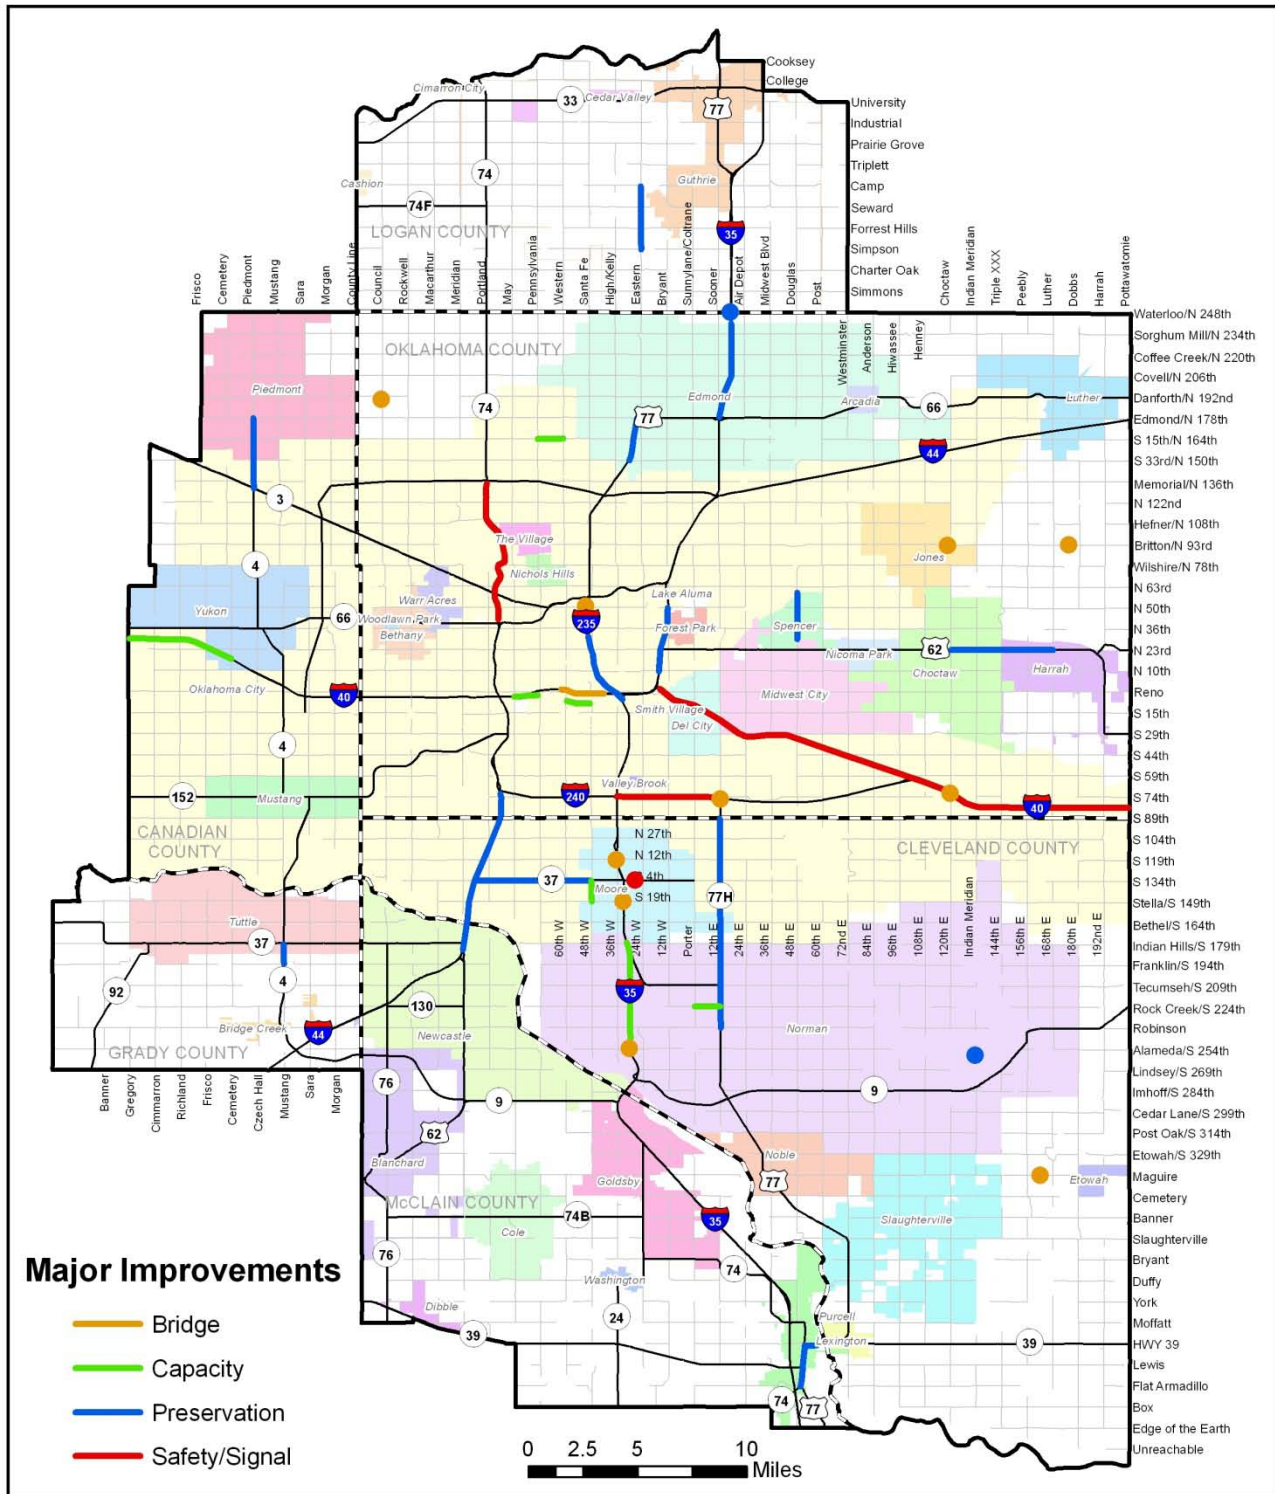 Cooksey
College
University
Industrial
Prairie Grove
Triplett
Camp
Seward
Forrest Hills
Simpson
Charter Oak
Simmons
Cimarron City
33
Cedar Valley
77
74
Guthrie
Cashion
74F
LOGAN COUNTY
35
Frisco
Cemetery
Piedmont
Mustang
Sara
Morgan
County Line
Council
Rockwell
Macarthur
Meridian
Portland
May
Pennsylvania
Western
Santa Fe
High/Kelly
Eastern
Bryant
Sunnylane/Coltrane
Sooner
Air Depot
Midwest Blvd
Douglas
Post
Westminster
Anderson
Hiwassee
Henney
Choctaw
Indian Meridian
Triple XXX
Peebly
Luther
Dobbs
Harrah
Pottawatomie
Waterloo/N 248th
Sorghum Mill/N 234th
Coffee Creek/N 220th
Covell/N 206th
Danforth/N 192nd
Edmond/N 178th
S 15th/N 164th
S 33rd/N 150th
Memorial/N 136th
N 122nd
Hefner/N 108th
Britton/N 93rd
Wilshire/N 78th
N 63rd
N 50th
N 36th
N 23rd
N 10th
Reno
S 15th
S 29th
S 44th
S 59th
S 74th
S 89th
S 104th
S 119th
S 134th
Stella/S 149th
Bethel/S 164th
Indian Hills/S 179th
Franklin/S 194th
Tecumseh/S 209th
Rock Creek/S 224th
Robinson
Alameda/S 254th
Lindsey/S 269th
Imhoff/S 284th
Cedar Lane/S 299th
Post Oak/S 314th
Etowah/S 329th
Maguire
Cemetery
Banner
Slaughterville
Bryant
Duffy
York
Moffatt
HWY 39
Lewis
Flat Armadillo
Box
Edge of the Earth
Unreachable
OKLAHOMA COUNTY
Piedmont
74
77
Edmond
Arcadia
66
Luther
44
3
The Village
Nichols Hills
Jones
4
Yukon
66
Warr Acres
Woodlawn Park
Bethany
235
Lake Aluma
Forest Park
Spencer
Nicoma Park
62
Choctaw
Harrah
Oklahoma City
40
Smith Village
Del City
Midwest City
4
152
Mustang
Valley Brook
240
40
CANADIAN
COUNTY
CLEVELAND COUNTY
N 27th
N 12th
4th
S 19th
37
Moore
77H
Tuttle
37
4
92
Bridge Creek
44
GRADY COUNTY
130
Newcastle
60th W
48th W
36th W
24th W
12th W
Porter
12th E
24th E
36th E
48th E
60th E
72nd E
84th E
96th E
108th E
120th E
Indian Meridian
144th E
156th E
168th E
180th E
192nd E
35
Norman
Banner
Gregory
Cimmarron
Richland
Frisco
Cemetery
Czech Hall
Mustang
Sara
Morgan
76
9
9
62
Blanchard
Noble
77
Goldsby
Etowah
McCLAIN COUNTY
74B
35
Slaughterville
Cole
76
74
Washington
Dibble
39
24
Purcell
Lexington
39
74
77
Major Improvements
Bridge
Capacity
Preservation
Safety/Signal
0 2.5 5 10
Miles